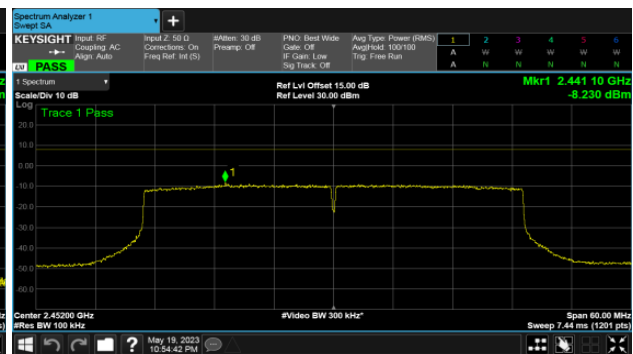 Spectrum Analyzer 1
Swept SA
+
KEYSIGHT Input: RF Input Z: 50 Ω #Atten: 30 dB PNO: Best Wide Avg Type: Power (RMS) 1 2 3 4 5 6
Coupling: AC Corrections: On Preamp: Off Gate: Off Avg|Hold: 100/100 A W W W W W
Align: Auto Freq Ref: Int (S) IF Gain: Low Trig: Free Run
Sig Track: Off A N N N N N
LXI PASS
1 Spectrum Ref Lvl Offset 15.00 dB Mkr1 2.441 10 GHz
Scale/Div 10 dB Ref Level 30.00 dBm -8.230 dBm
Log
Trace 1 Pass
20.0
10.0
0.00
1
-10.0
-20.0
-30.0
-40.0
-50.0
-60.0
Center 2.45200 GHz #Video BW 300 kHz* Span 60.00 MHz
#Res BW 100 kHz Sweep 7.44 ms (1201 pts)
? May 19, 2023
10:54:42 PM